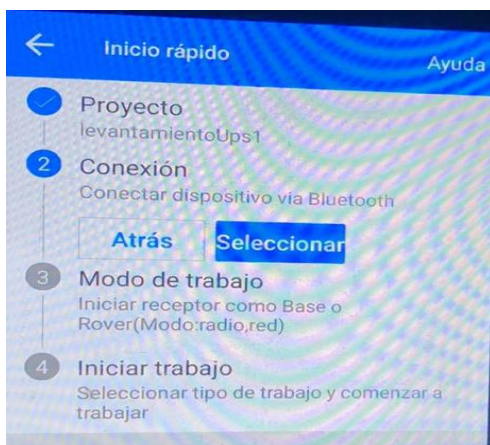 Inicio rápido
Ayuda
Proyecto
levantamientoUps1
2 Conexión
Conectar dispositivo vía Bluetooth
Atrás Seleccionar
3 Modo de trabajo
Iniciar receptor como Base o
Rover(Modo:radio,red)
4 Iniciar trabajo
Seleccionar tipo de trabajo y comenzar a
trabajar